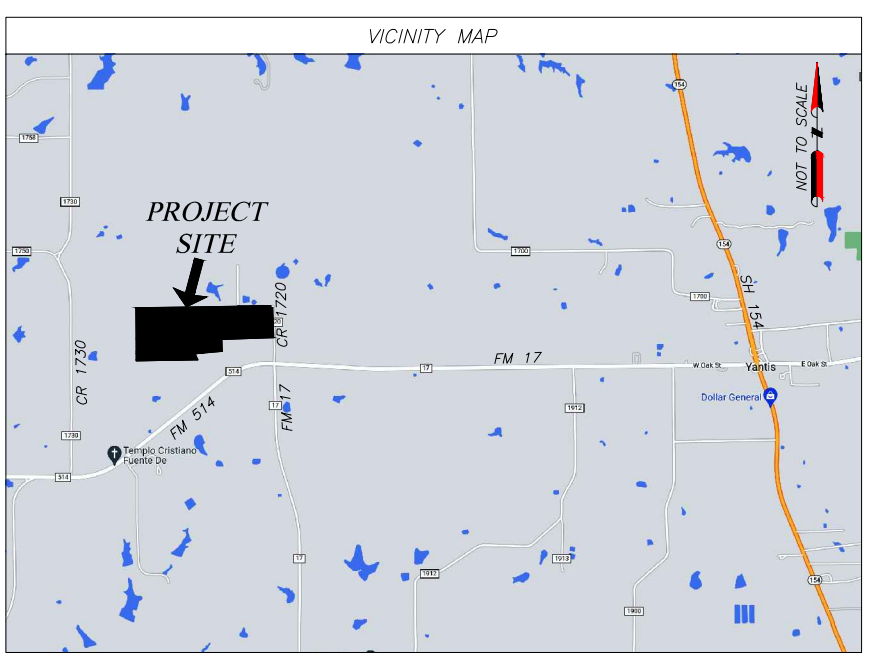 VICINITY MAP
154
NOT TO SCALE
1758
1730
PROJECT
SITE
154
1750
1700
1700
SH 154
CR 1720
CR 1730
FM 17
W Oak St
Yantis
E Oak St
514
17
Dollar General
FM 514
17
FM 17
1912
1730
Templo Cristiano
Fuente De
514
17
1913
1912
154
1900